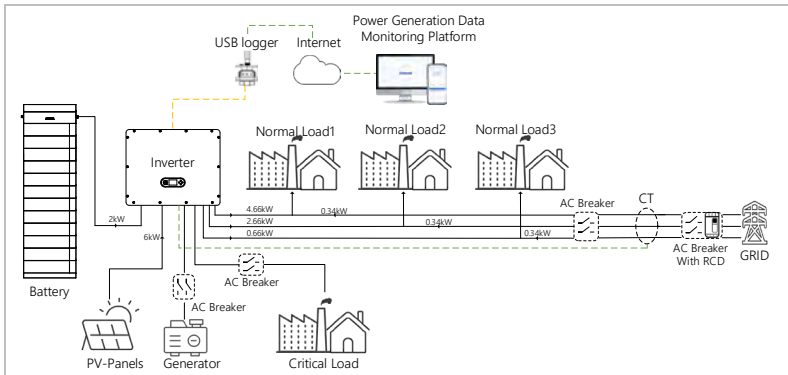 Power Generation Data
Monitoring Platform
USB logger
Internet
Normal Load1
Normal Load2
Normal Load3
Inverter
AC Breaker
CT
4.66kW
0.34kW
2kW
2.66kW
0.34kW
6kW
0.66kW
0.34kW
AC Breaker
With RCD
GRID
AC Breaker
Battery
AC Breaker
PV-Panels
Generator
Critical Load